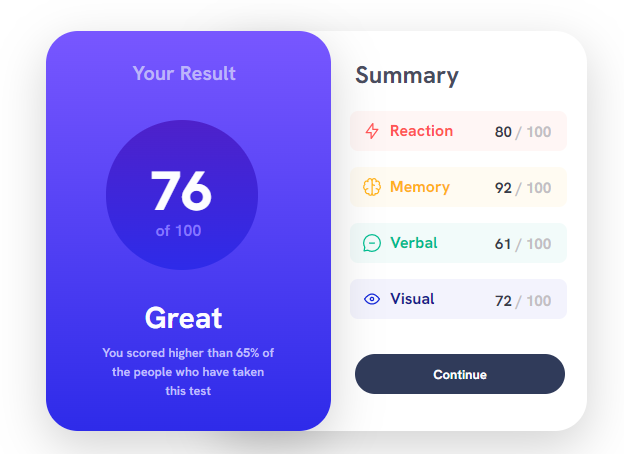 Your Result
76
of 100
Great
You scored higher than 65% of
the people who have taken
this test
Summary
Reaction 80 / 100
Memory 92 / 100
Verbal 61 / 100
Visual 72 / 100
Continue